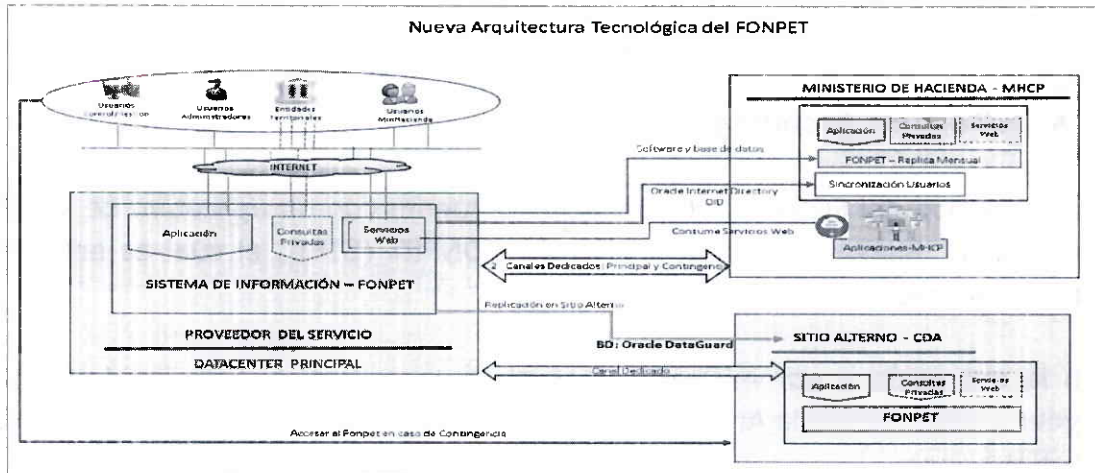 Nueva Arquitectura Tecnológica del FONPET
Usuarios
Usuarios
Administradores
Entidades
Territoriales
Usuarios
MinHacienda
INTERNET
Aplicación
Consultas
Privadas
Servicios
Web
SISTEMA DE INFORMACIÓN – FONPET
PROVEEDOR DEL SERVICIO
DATACENTER PRINCIPAL
Software y base de datos
Oracle Internet Directory
OID
Consume Servicios Web
2 Canales Dedicados: Principal y Contingencia
Replicación en Sitio Alterno
BD: Oracle DataGuard
Canal Dedicado
Accesar al Fonpet en caso de Contingencia
MINISTERIO DE HACIENDA - MHCP
Aplicación
Consultas
Privadas
Servicios
Web
FONPET – Replica Mensual
Sincronización Usuarios
Aplicaciones-MHCP
SITIO ALTERNO - CDA
Aplicación
Consultas
Privadas
Servicios
Web
FONPET